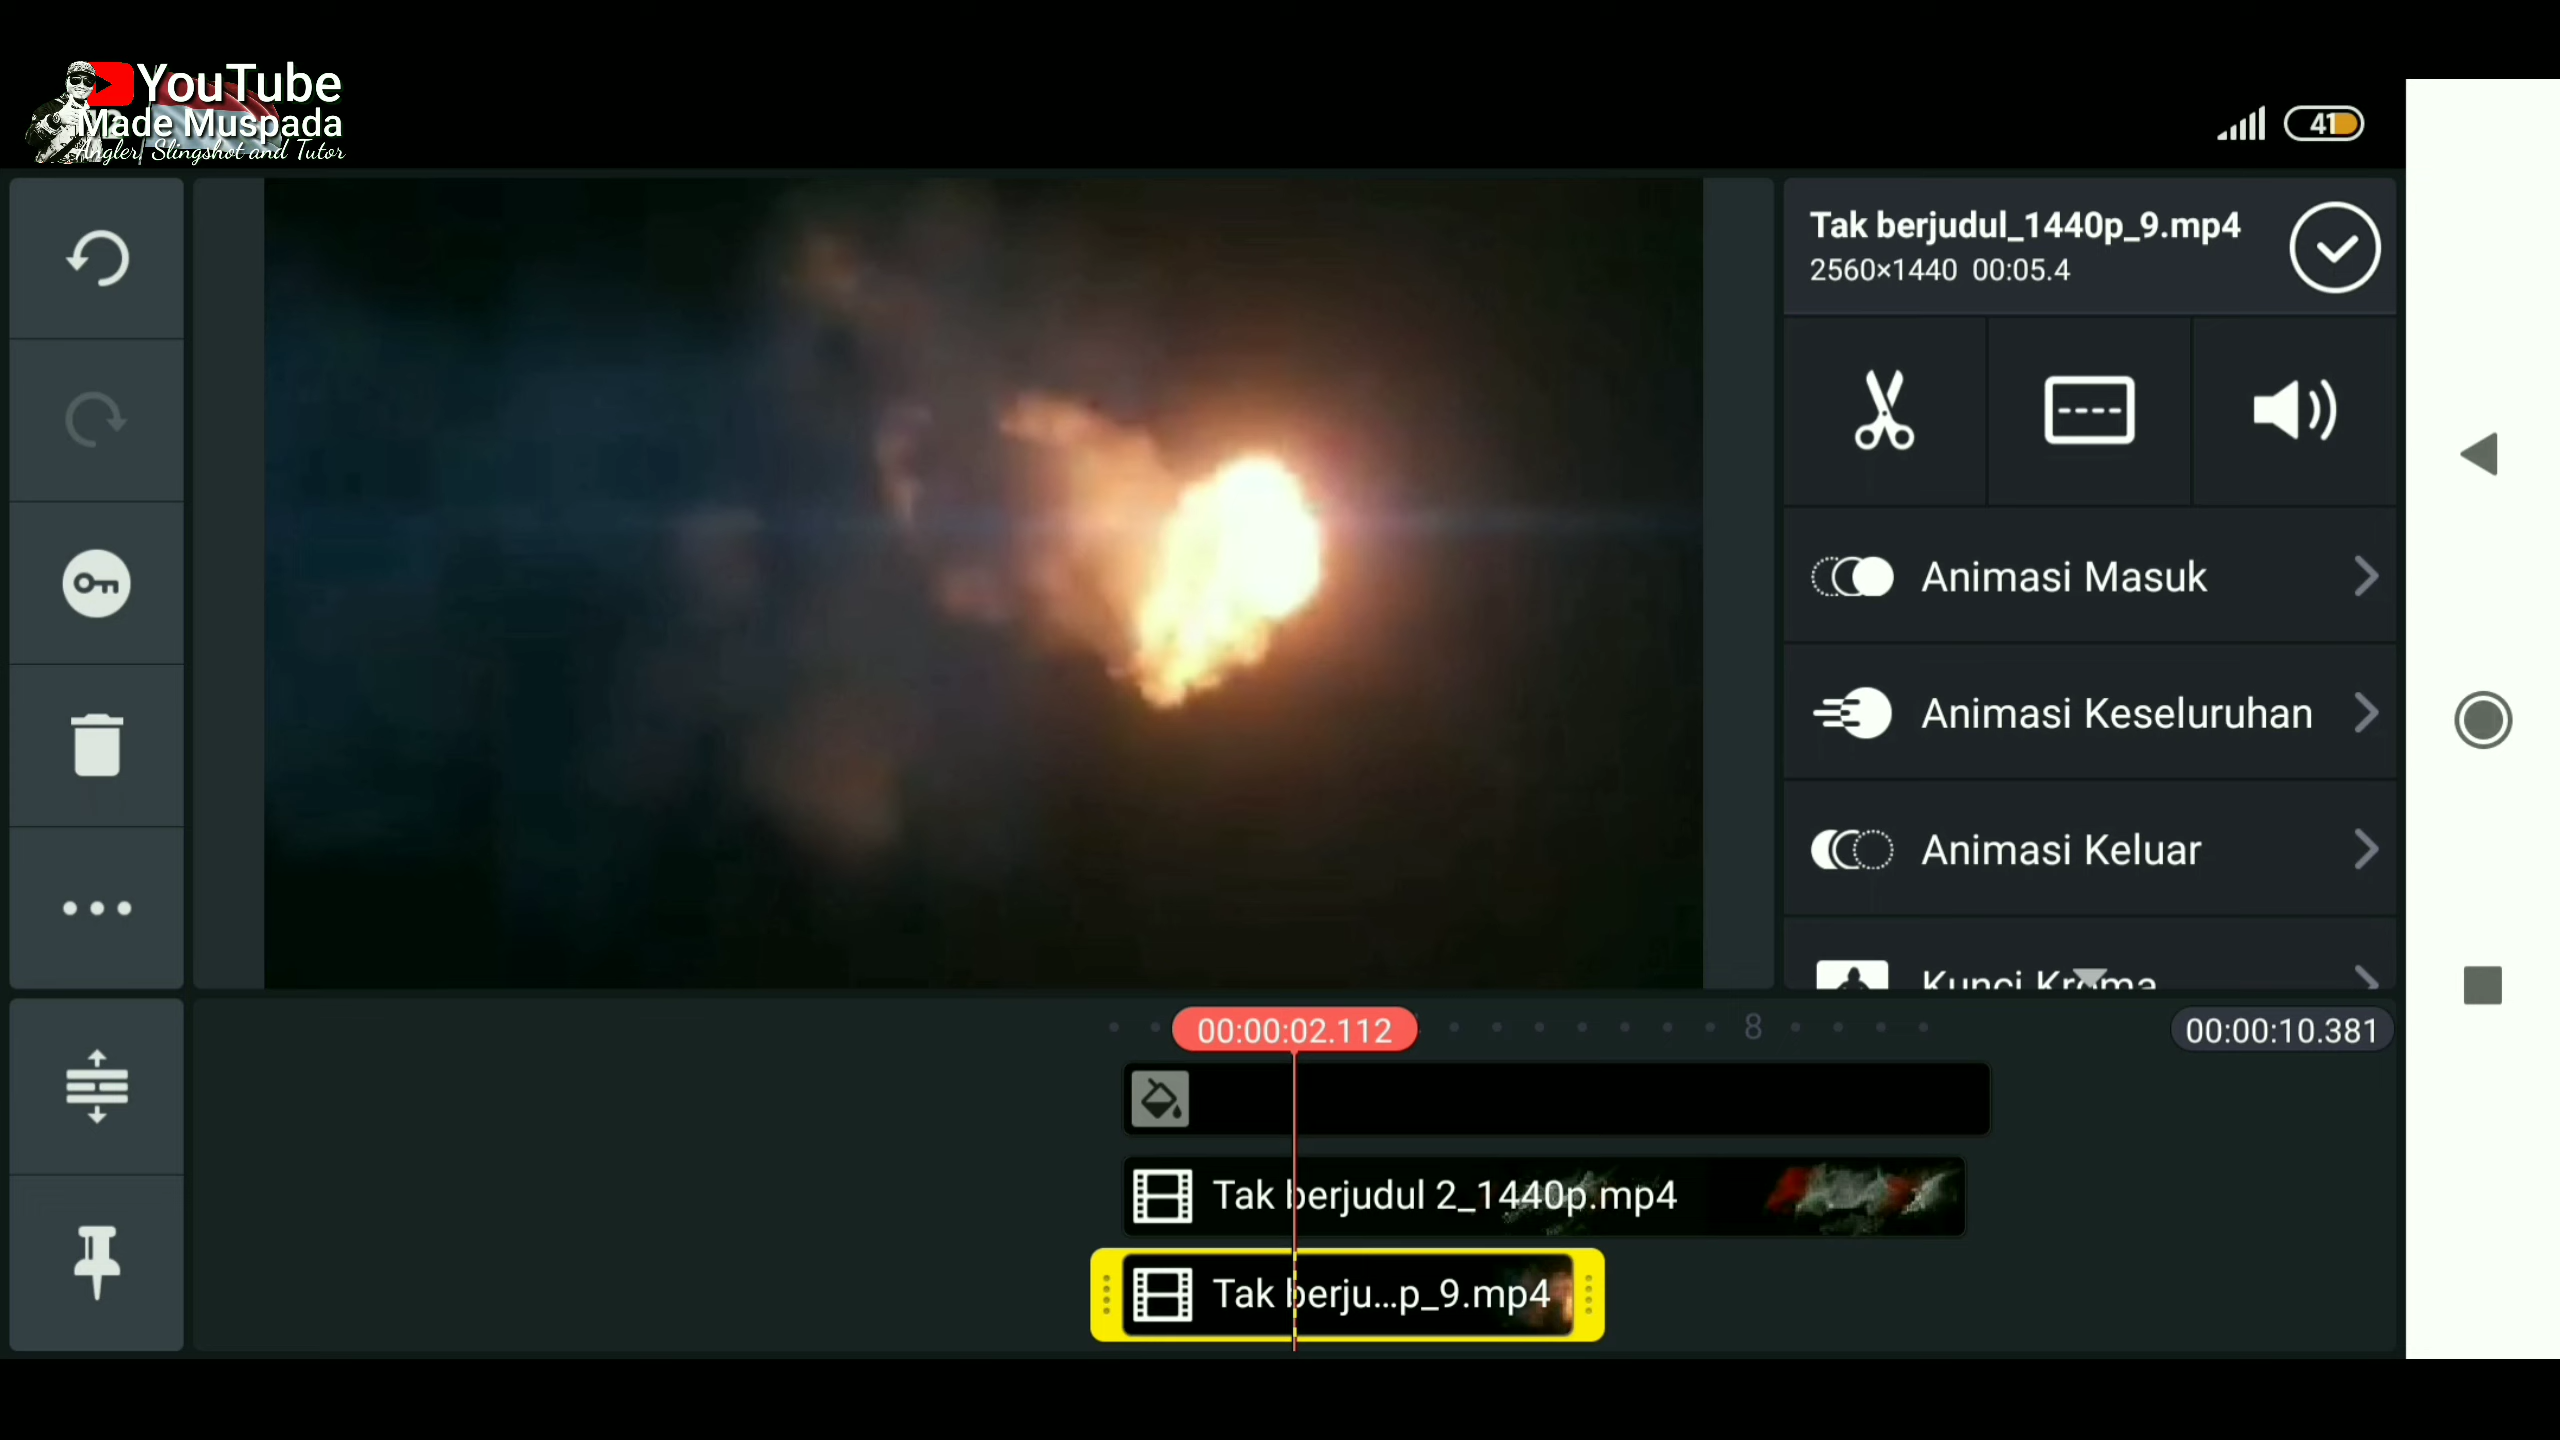 YouTube
Made Muspada
Angler, Slingshot and Tutor
41
Tak berjudul_1440p_9.mp4
2560×1440 00:05.4
Animasi Masuk
Animasi Keseluruhan
Animasi Keluar
Kunci Kroma
00:00:02.112
8
00:00:10.381
Tak berjudul 2_1440p.mp4
Tak berju...p_9.mp4